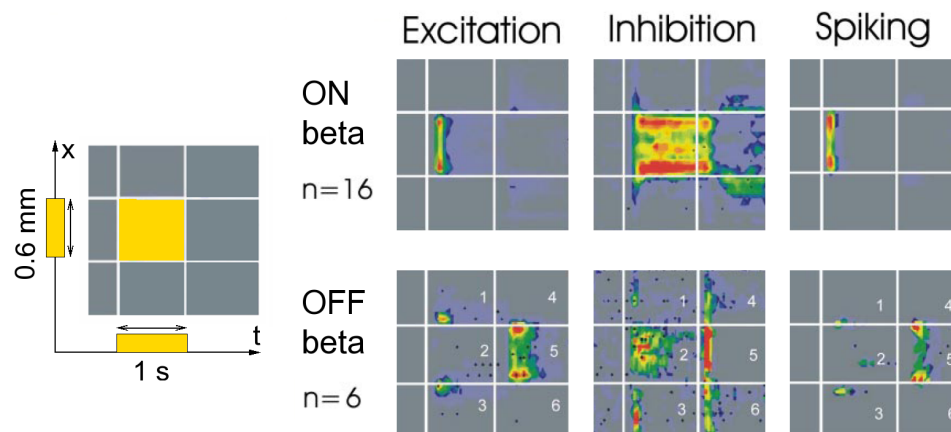 Excitation Inhibition Spiking
ON
beta
n=16
x
0.6 mm
t
1 s
OFF
beta
n=6
1 4
2 5
3 6
1 4
2 5
3 6
1 4
2 5
3 6